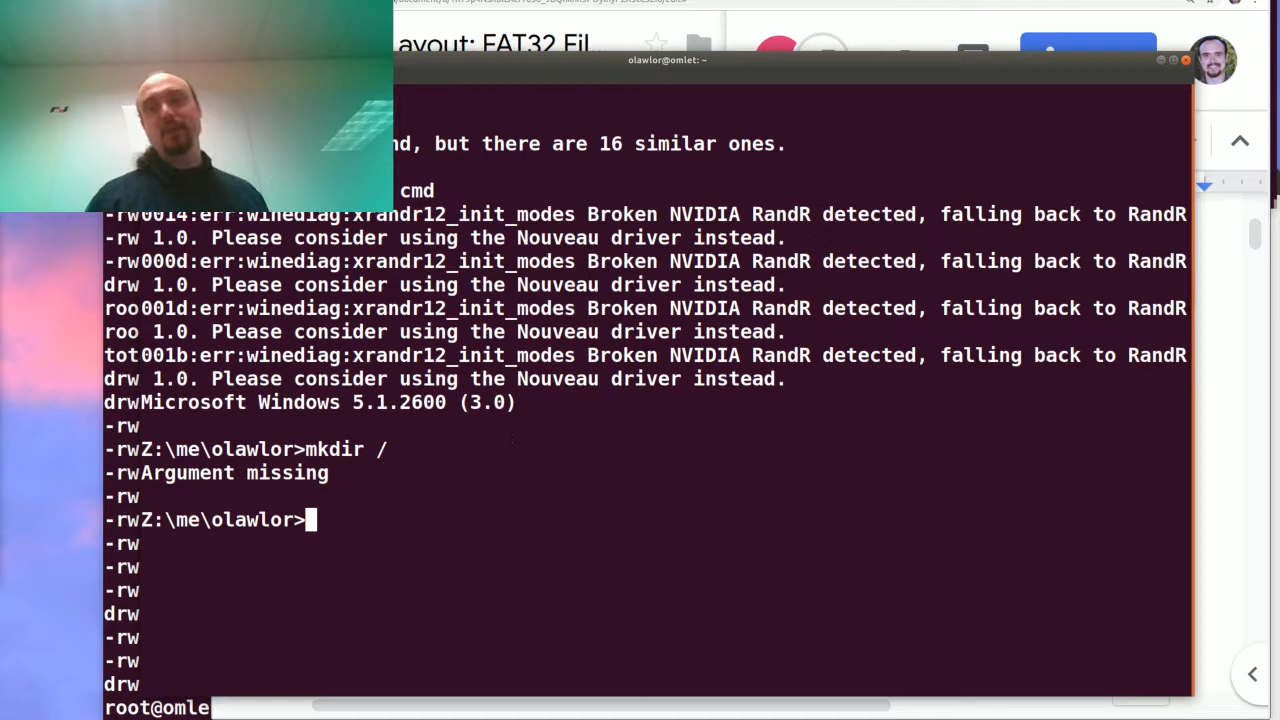 ayout: FAT32 Fil...
olawlor@omlet: ~
nd, but there are 16 similar ones.
cmd
-rw0014:err:winediag:xrandr12_init_modes Broken NVIDIA RandR detected, falling back to RandR
-rw 1.0. Please consider using the Nouveau driver instead.
-rw000d:err:winediag:xrandr12_init_modes Broken NVIDIA RandR detected, falling back to RandR
drw 1.0. Please consider using the Nouveau driver instead.
roo001d:err:winediag:xrandr12_init_modes Broken NVIDIA RandR detected, falling back to RandR
roo 1.0. Please consider using the Nouveau driver instead.
tot001b:err:winediag:xrandr12_init_modes Broken NVIDIA RandR detected, falling back to RandR
drw 1.0. Please consider using the Nouveau driver instead.
drwMicrosoft Windows 5.1.2600 (3.0)
-rw
-rwZ:\me\olawlor>mkdir /
-rwArgument missing
-rw
-rwZ:\me\olawlor>
-rw
-rw
-rw
drw
-rw
-rw
drw
root@omle